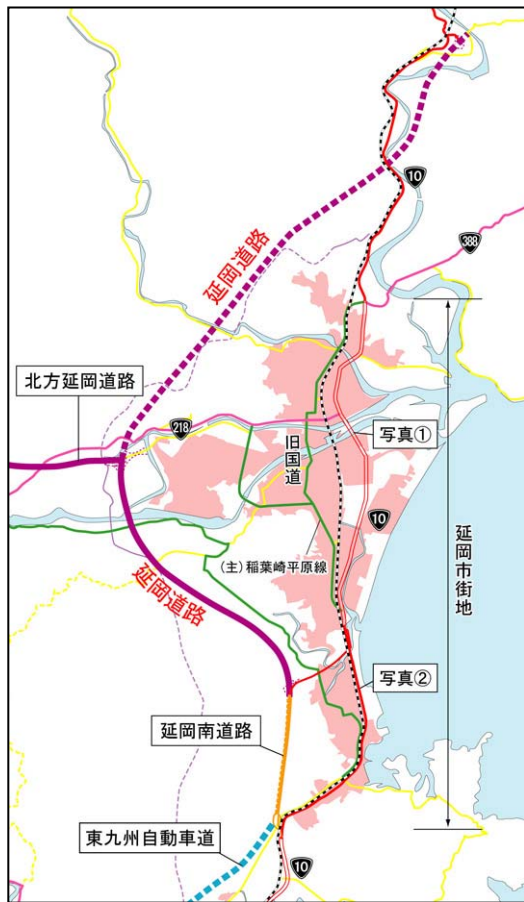 10
388
延岡道路
北方延岡道路
218
写真①
旧国道
10
(主)稲葉崎平原線
延岡市街地
延岡道路
写真②
延岡南道路
東九州自動車道
10